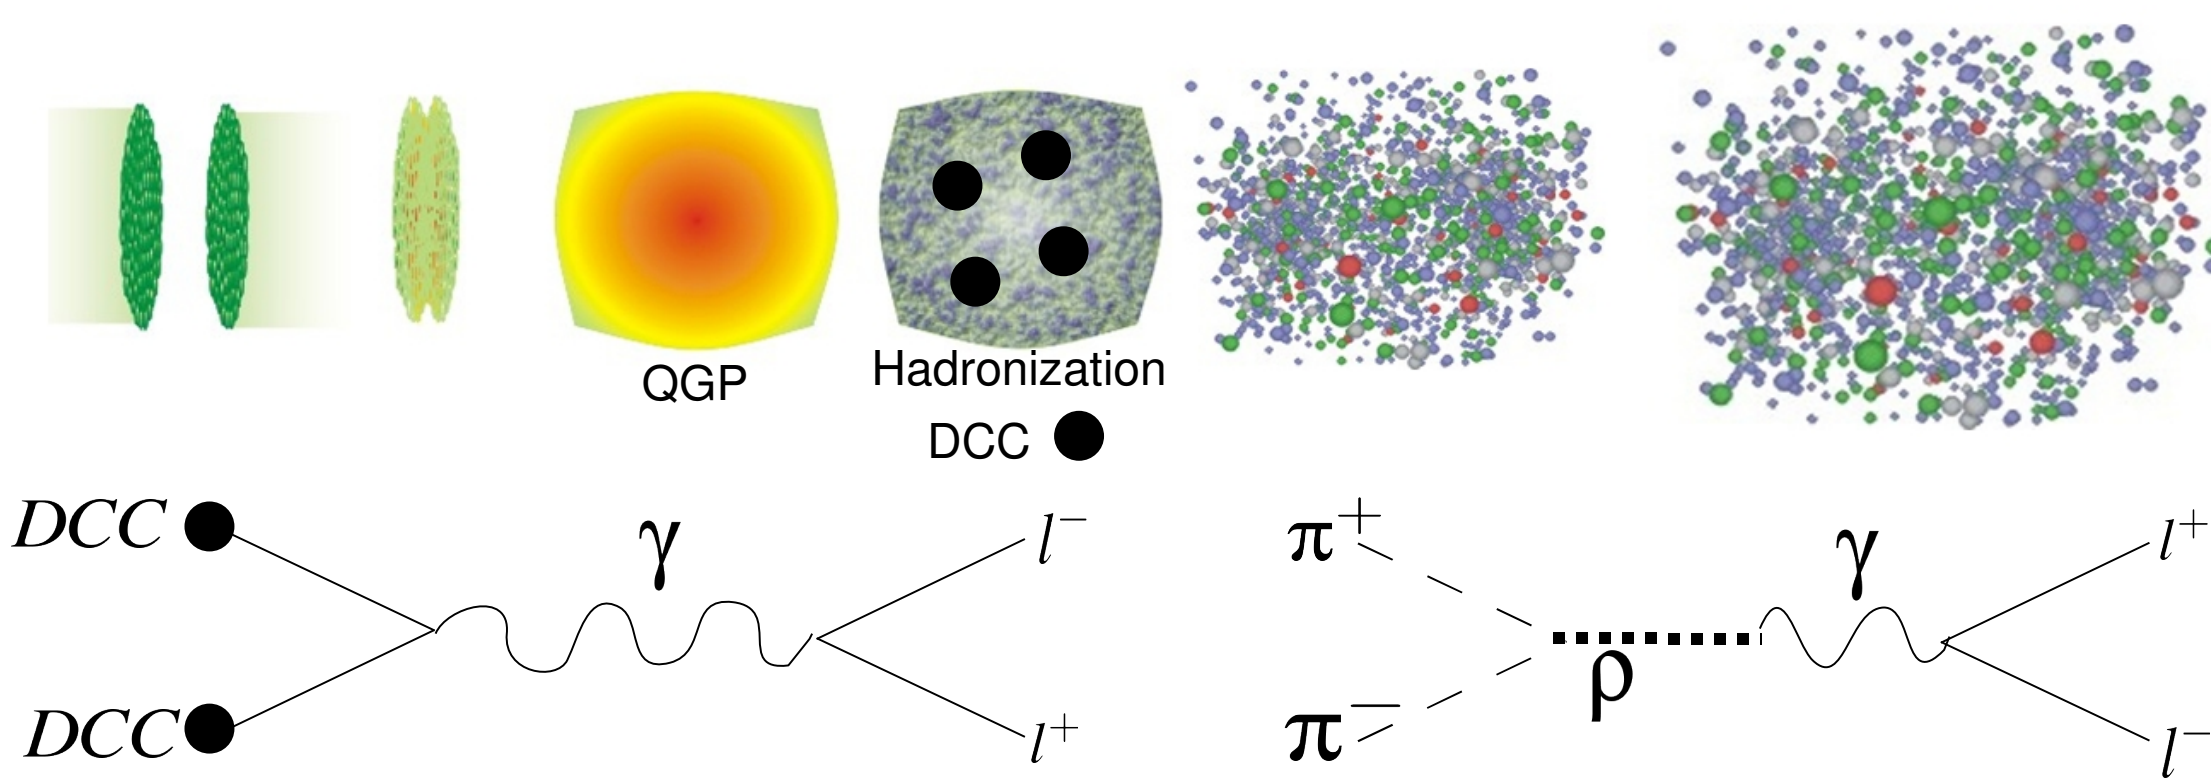 QGP
Hadronization
DCC
DCC γ l⁻
DCC l⁺
π⁺ γ l⁺
ρ
π⁻ l⁻